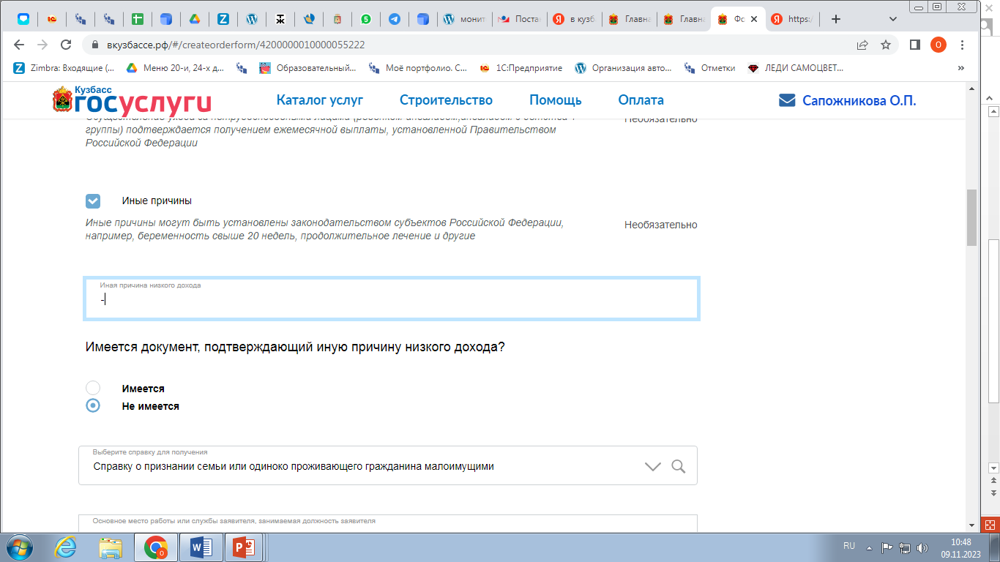 монит
Поста
в кузб
Главна
Главна
Фо
https:/
вкузбассе.рф/#/createorderform/4200000010000055222
Zimbra: Входящие (...
Меню 20-и, 24-х д...
Образовательный...
Моё портфолио. С...
1С:Предприятие
Организация авто...
Отметки
ЛЕДИ САМОЦВЕТ...
»
Кузбасс
госуслуги
Каталог услуг
Строительство
Помощь
Оплата
Сапожникова О.П.
Необязательно
группы) подтверждается получением ежемесячной выплаты, установленной Правительством
Российской Федерации
Иные причины
Иные причины могут быть установлены законодательством субъектов Российской Федерации,
например, беременность свыше 20 недель, продолжительное лечение и другие
Необязательно
Иная причина низкого дохода
-
Имеется документ, подтверждающий иную причину низкого дохода?
Имеется
Не имеется
Выберите справку для получения
Справку о признании семьи или одиноко проживающего гражданина малоимущими
Основное место работы или службы заявителя, занимаемая должность заявителя
RU
10:48
09.11.2023